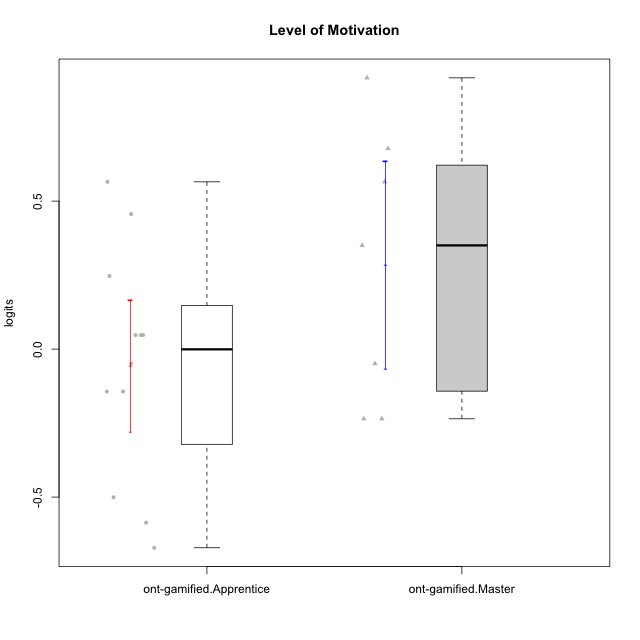 Level of Motivation
logits
0.5
0.0
-0.5
ont-gamified.Apprentice
ont-gamified.Master